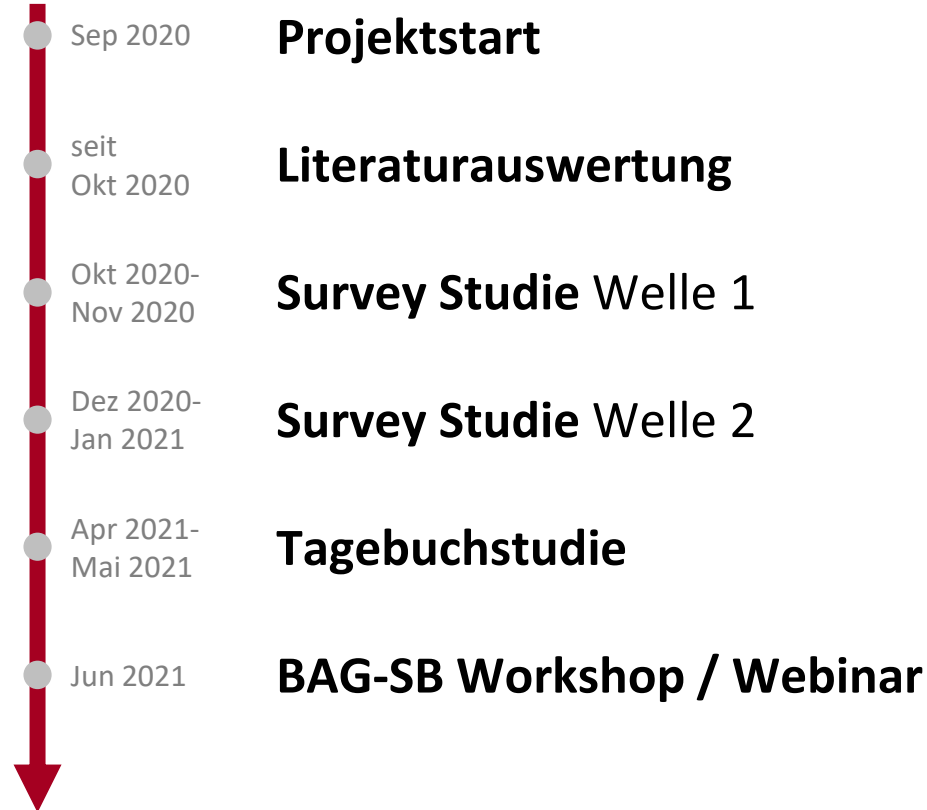 Sep 2020 Projektstart
seit
Okt 2020 Literaturauswertung
Okt 2020-
Nov 2020 Survey Studie Welle 1
Dez 2020-
Jan 2021 Survey Studie Welle 2
Apr 2021-
Mai 2021 Tagebuchstudie
Jun 2021 BAG-SB Workshop / Webinar